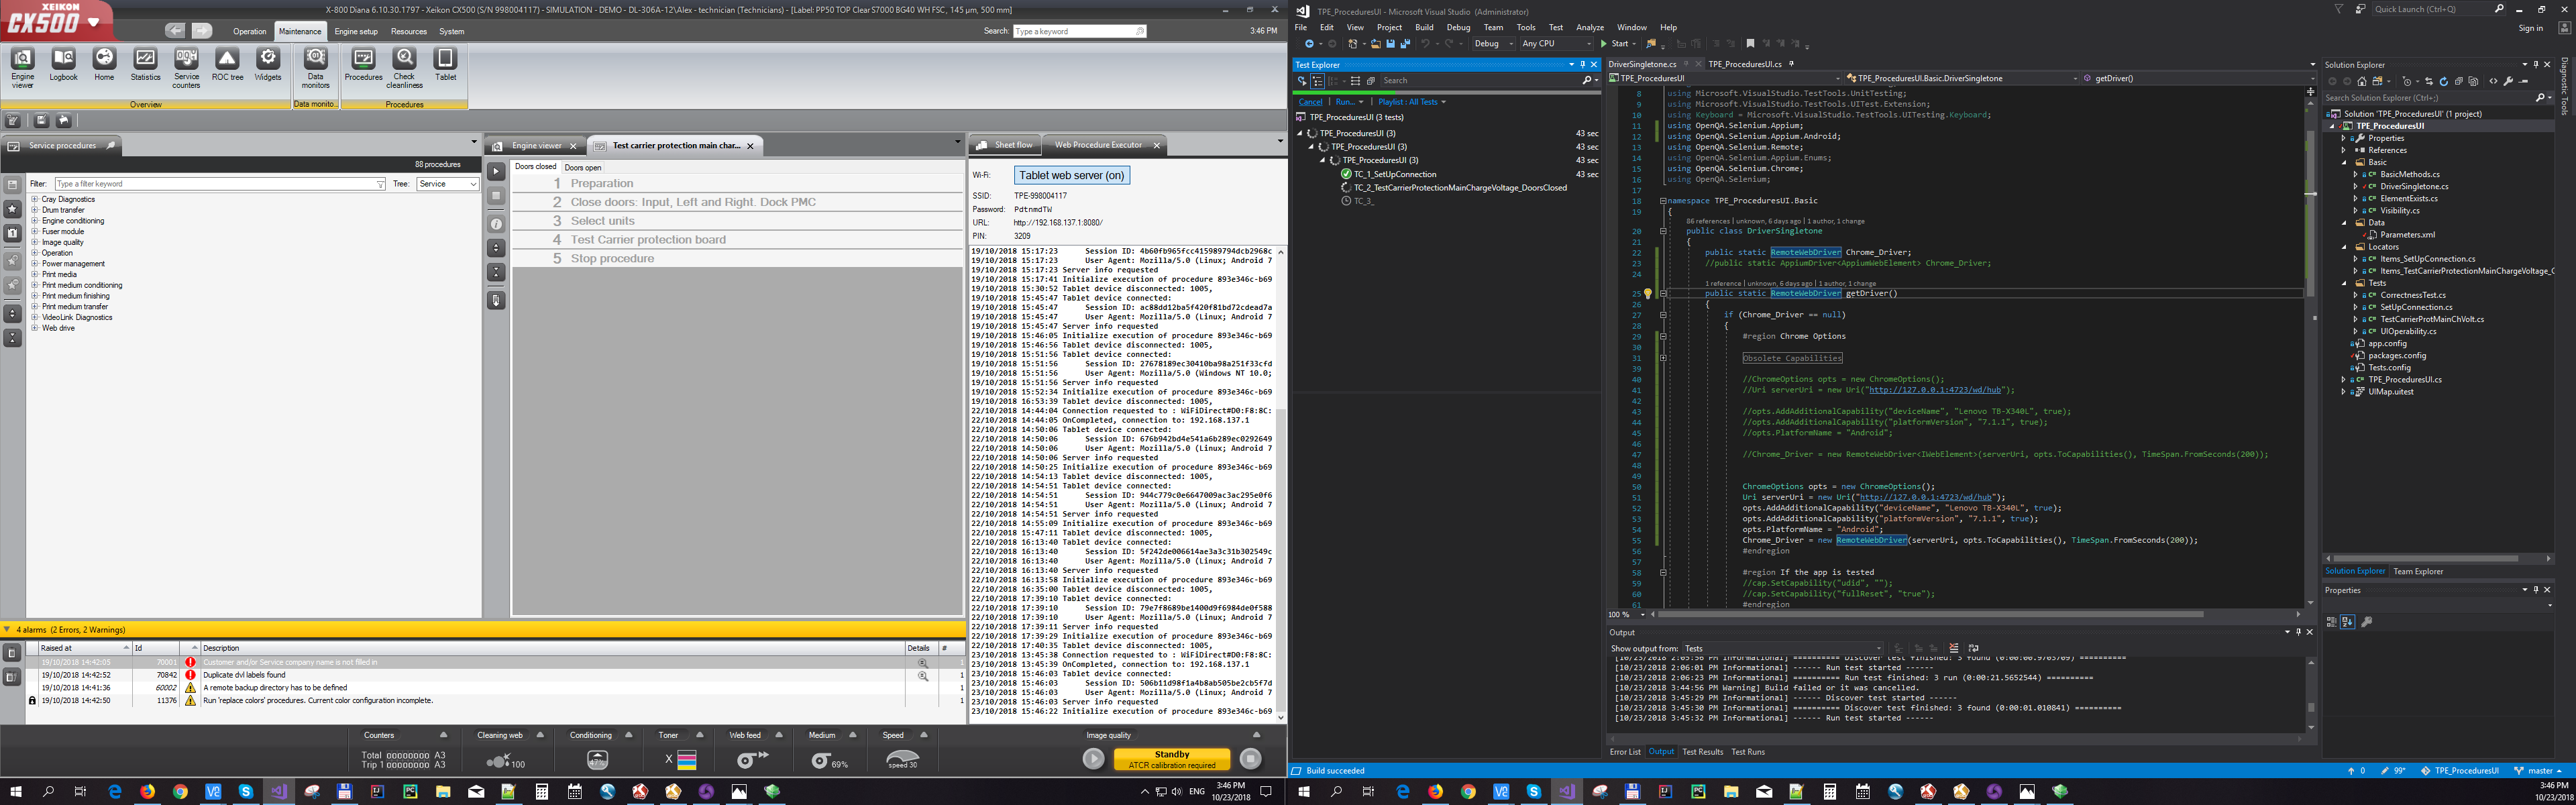 XEIKON
CX500
X-800 Diana 6.10.30.1797 - Xeikon CX500 (S/N 998004117) - SIMULATION - DEMO - DL-306A-12\Alex - technician (Technicians) - [Label: PP50 TOP Clear S7000 BG40 WH FSC, 145 µm, 500 mm]
Operation Maintenance Engine setup Resources System
Search: Type a keyword 3:46 PM
Engine viewer Logbook Home Statistics Service counters ROC tree Widgets Data monitors Procedures Check cleanliness Tablet
Overview Data monito... Procedures
Service procedures
88 procedures
Filter: Type a filter keyword Tree: Service
Cray Diagnostics
Drum transfer
Engine conditioning
Fuser module
Image quality
Operation
Power management
Print media
Print medium conditioning
Print medium finishing
Print medium transfer
VideoLink Diagnostics
Web drive
Engine viewer Test carrier protection main char...
Doors closed Doors open
1 Preparation
2 Close doors: Input, Left and Right. Dock PMC
3 Select units
4 Test Carrier protection board
5 Stop procedure
Sheet flow Web Procedure Executor
Wi-Fi: Tablet web server (on)
SSID: TPE-998004117
Password: PdtnmdTW
URL: http://192.168.137.1:8080/
PIN: 3209
19/10/2018 15:17:23 Session ID: 4b60fb965fcc415989794dcb2968c
19/10/2018 15:17:23 User Agent: Mozilla/5.0 (Linux; Android 7
19/10/2018 15:17:23 Server info requested
19/10/2018 15:17:41 Initialize execution of procedure 893e346c-b69
19/10/2018 15:30:52 Tablet device disconnected: 1005,
19/10/2018 15:45:47 Tablet device connected:
19/10/2018 15:45:47 Session ID: ec88dd12ba5f420f81bd72cdead7a
19/10/2018 15:45:47 User Agent: Mozilla/5.0 (Linux; Android 7
19/10/2018 15:45:47 Server info requested
19/10/2018 15:46:05 Initialize execution of procedure 893e346c-b69
19/10/2018 15:46:56 Tablet device disconnected: 1005,
19/10/2018 15:51:56 Tablet device connected:
19/10/2018 15:51:56 Session ID: 27678189ec30410ba98a251f33cfd
19/10/2018 15:51:56 User Agent: Mozilla/5.0 (Windows NT 10.0;
19/10/2018 15:51:56 Server info requested
19/10/2018 15:52:34 Initialize execution of procedure 893e346c-b69
19/10/2018 16:53:39 Tablet device disconnected: 1005,
22/10/2018 14:44:04 Connection requested to : WiFiDirect#D0:F8:8C:
22/10/2018 14:44:05 OnCompleted, connection to: 192.168.137.1
22/10/2018 14:50:06 Tablet device connected:
22/10/2018 14:50:06 Session ID: 676b942bd4e541a6b289ec0292649
22/10/2018 14:50:06 User Agent: Mozilla/5.0 (Linux; Android 7
22/10/2018 14:50:06 Server info requested
22/10/2018 14:50:25 Initialize execution of procedure 893e346c-b69
22/10/2018 14:54:13 Tablet device disconnected: 1005,
22/10/2018 14:54:51 Tablet device connected:
22/10/2018 14:54:51 Session ID: 944c779c0e6647009ac3ac295e0f6
22/10/2018 14:54:51 User Agent: Mozilla/5.0 (Linux; Android 7
22/10/2018 14:54:51 Server info requested
22/10/2018 14:55:09 Initialize execution of procedure 893e346c-b69
22/10/2018 15:47:11 Tablet device disconnected: 1005,
22/10/2018 16:13:40 Tablet device connected:
22/10/2018 16:13:40 Session ID: 5f242de006614ae3a3c31b302549c
22/10/2018 16:13:40 User Agent: Mozilla/5.0 (Linux; Android 7
22/10/2018 16:13:40 Server info requested
22/10/2018 16:13:58 Initialize execution of procedure 893e346c-b69
22/10/2018 16:35:00 Tablet device disconnected: 1005,
22/10/2018 17:39:10 Tablet device connected:
22/10/2018 17:39:10 Session ID: 79e7f8689be1400d9f6984de0f588
22/10/2018 17:39:10 User Agent: Mozilla/5.0 (Linux; Android 7
22/10/2018 17:39:11 Server info requested
22/10/2018 17:39:29 Initialize execution of procedure 893e346c-b69
22/10/2018 17:40:35 Tablet device disconnected: 1005,
23/10/2018 13:45:38 Connection requested to : WiFiDirect#D0:F8:8C:
23/10/2018 13:45:39 OnCompleted, connection to: 192.168.137.1
23/10/2018 15:46:03 Tablet device connected:
23/10/2018 15:46:03 Session ID: 506b11d98f1a4b8ab505be2cb5f7d
23/10/2018 15:46:03 User Agent: Mozilla/5.0 (Linux; Android 7
23/10/2018 15:46:03 Server info requested
23/10/2018 15:46:22 Initialize execution of procedure 893e346c-b69
4 alarms (2 Errors, 2 Warnings)
Raised at Id Description Details #
19/10/2018 14:42:05 70001 Customer and/or Service company name is not filled in 1
19/10/2018 14:42:52 70842 Duplicate dvl labels found 1
19/10/2018 14:41:36 60002 A remote backup directory has to be defined 1
19/10/2018 14:42:50 11376 Run 'replace colors' procedures. Current color configuration incomplete. 1
Counters Cleaning web Conditioning Toner Web feed Medium Speed Image quality
Total 00000000 A3
Trip 1 00000000 A3
100 47% X 69% speed 30
Standby
ATCR calibration required
ENG 3:46 PM
10/23/2018
TPE_ProceduresUI - Microsoft Visual Studio (Administrator)
Quick Launch (Ctrl+Q)
File Edit View Project Build Debug Team Tools Test Analyze Window Help
Sign in
Debug Any CPU Start
Test Explorer
Search
Cancel Run... Playlist : All Tests
TPE_ProceduresUI (3 tests)
TPE_ProceduresUI (3) 43 sec
TPE_ProceduresUI (3) 43 sec
TPE_ProceduresUI (3) 43 sec
TC_1_SetUpConnection 43 sec
TC_2_TestCarrierProtectionMainChargeVoltage_DoorsClosed
TC_3_
DriverSingletone.cs TPE_ProceduresUI.cs
TPE_ProceduresUI TPE_ProceduresUI.Basic.DriverSingletone getDriver()
8 using Microsoft.VisualStudio.TestTools.UnitTesting;
9 using Microsoft.VisualStudio.TestTools.UITest.Extension;
10 using Keyboard = Microsoft.VisualStudio.TestTools.UITesting.Keyboard;
11 using OpenQA.Selenium.Appium;
12 using OpenQA.Selenium.Appium.Android;
13 using OpenQA.Selenium.Remote;
14 using OpenQA.Selenium.Appium.Enums;
15 using OpenQA.Selenium.Chrome;
16 using OpenQA.Selenium;
17
18 namespace TPE_ProceduresUI.Basic
19 {
86 references | unknown, 6 days ago | 1 author, 1 change
20 public class DriverSingletone
21 {
22 public static RemoteWebDriver Chrome_Driver;
23 //public static AppiumDriver<AppiumWebElement> Chrome_Driver;
24
1 reference | unknown, 6 days ago | 1 author, 1 change
25 public static RemoteWebDriver getDriver()
26 {
27 if (Chrome_Driver == null)
28 {
29 #region Chrome Options
30
31 Obsolete Capabilities
39
40 //ChromeOptions opts = new ChromeOptions();
41 //Uri serverUri = new Uri("http://127.0.0.1:4723/wd/hub");
42
43 //opts.AddAdditionalCapability("deviceName", "Lenovo TB-X340L", true);
44 //opts.AddAdditionalCapability("platformVersion", "7.1.1", true);
45 //opts.PlatformName = "Android";
46
47 //Chrome_Driver = new RemoteWebDriver<IWebElement>(serverUri, opts.ToCapabilities(), TimeSpan.FromSeconds(200));
48
49
50 ChromeOptions opts = new ChromeOptions();
51 Uri serverUri = new Uri("http://127.0.0.1:4723/wd/hub");
52 opts.AddAdditionalCapability("deviceName", "Lenovo TB-X340L", true);
53 opts.AddAdditionalCapability("platformVersion", "7.1.1", true);
54 opts.PlatformName = "Android";
55 Chrome_Driver = new RemoteWebDriver(serverUri, opts.ToCapabilities(), TimeSpan.FromSeconds(200));
56 #endregion
57
58 #region If the app is tested
59 //cap.SetCapability("udid", "");
60 //cap.SetCapability("fullReset", "true");
61 #endregion
100 %
Output
Show output from: Tests
[10/23/2018 2:05:56 PM Informational] ========== Discover test finished: 3 found (0:00:00.9703709) ==========
[10/23/2018 2:06:01 PM Informational] ------ Run test started ------
[10/23/2018 2:06:23 PM Informational] ========== Run test finished: 3 run (0:00:21.5652544) ==========
[10/23/2018 3:44:56 PM Warning] Build failed or it was cancelled.
[10/23/2018 3:45:29 PM Informational] ------ Discover test started ------
[10/23/2018 3:45:30 PM Informational] ========== Discover test finished: 3 found (0:00:01.010841) ==========
[10/23/2018 3:45:32 PM Informational] ------ Run test started ------
Error List Output Test Results Test Runs
Solution Explorer
Search Solution Explorer (Ctrl+;)
Solution 'TPE_ProceduresUI' (1 project)
TPE_ProceduresUI
Properties
References
Basic
BasicMethods.cs
DriverSingletone.cs
ElementExists.cs
Visibility.cs
Data
Parameters.xml
Locators
Items_SetUpConnection.cs
Items_TestCarrierProtectionMainChargeVoltage_C
Tests
CorrectnessTest.cs
SetUpConnection.cs
TestCarrierProtMainChVolt.cs
UIOperability.cs
app.config
packages.config
Tests.config
TPE_ProceduresUI.cs
UIMap.uitest
Solution Explorer Team Explorer
Properties
Diagnostic Tools
Build succeeded 0 99* TPE_ProceduresUI master
3:46 PM
10/23/2018